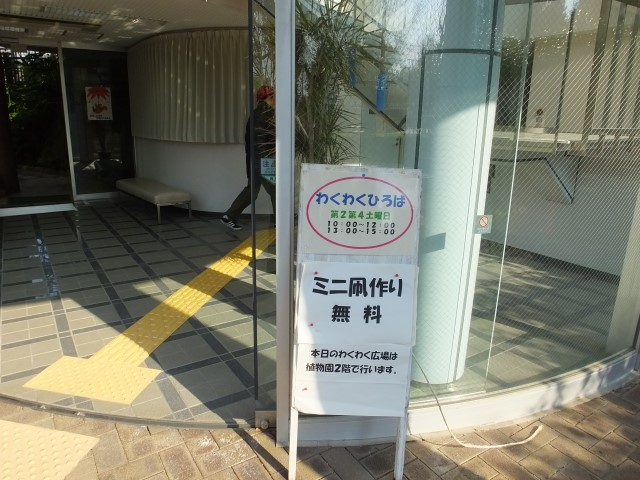 わくわくひろば
第2第4土曜日
10:00～12:00
13:00～15:00
ミニ凧作り
無料
本日のわくわく広場は
植物園2階で行います。